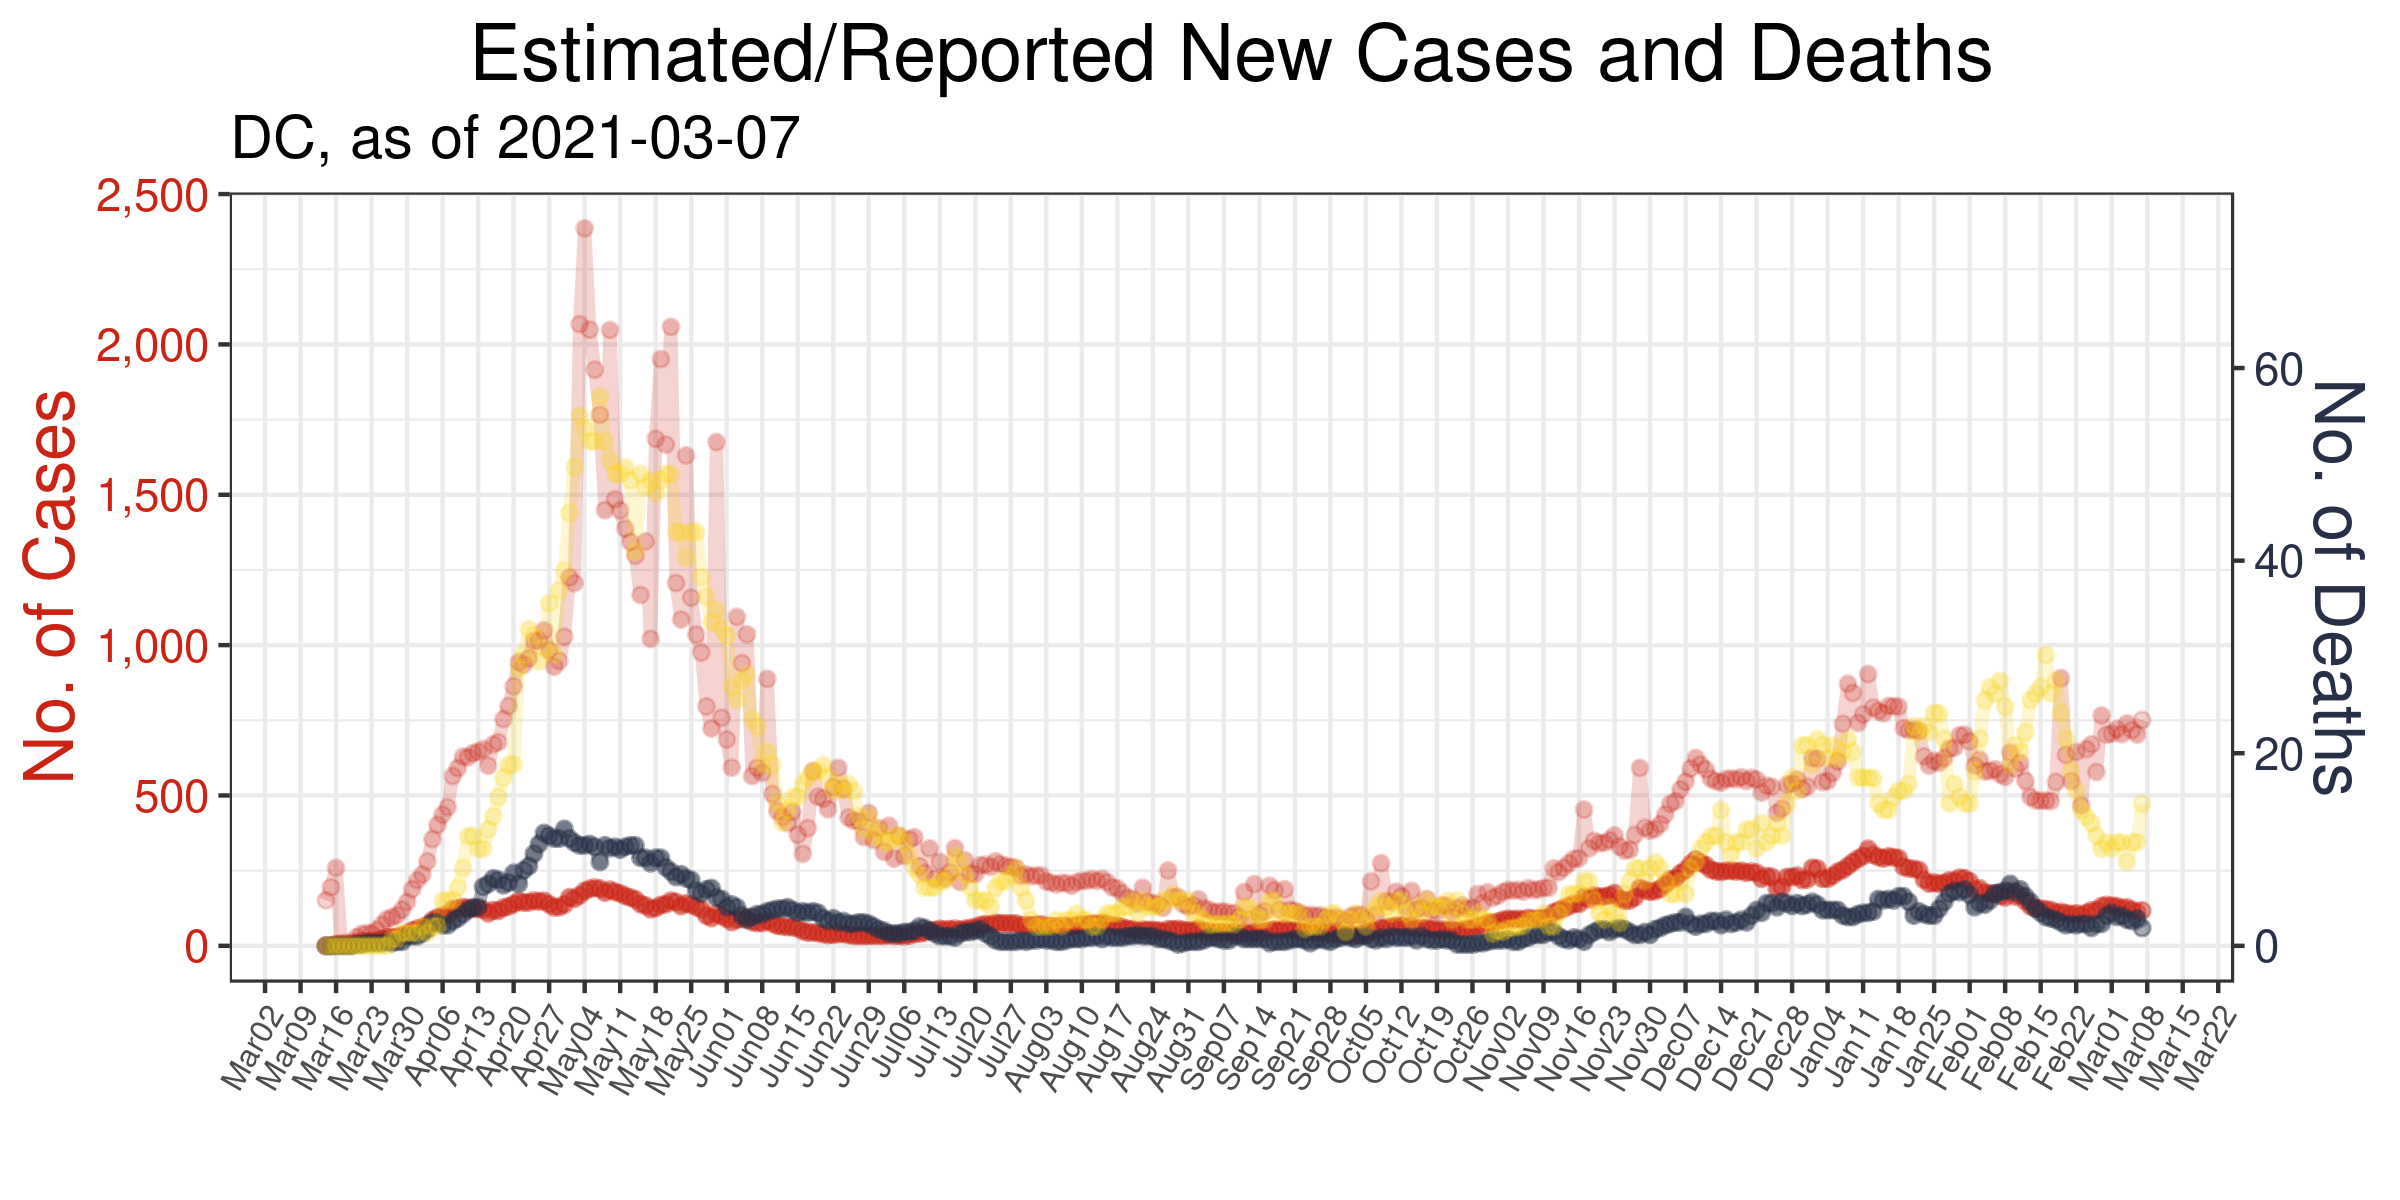 Estimated/Reported New Cases and Deaths
DC, as of 2021-03-07
No. of Cases
2,500
2,000
1,500
1,000
500
0
60
40
20
0
No. of Deaths
Mar02
Mar09
Mar16
Mar23
Mar30
Apr06
Apr13
Apr20
Apr27
May04
May11
May18
May25
Jun01
Jun08
Jun15
Jun22
Jun29
Jul06
Jul13
Jul20
Jul27
Aug03
Aug10
Aug17
Aug24
Aug31
Sep07
Sep14
Sep21
Sep28
Oct05
Oct12
Oct19
Oct26
Nov02
Nov09
Nov16
Nov23
Nov30
Dec07
Dec14
Dec21
Dec28
Jan04
Jan11
Jan18
Jan25
Feb01
Feb08
Feb15
Feb22
Mar01
Mar08
Mar15
Mar22